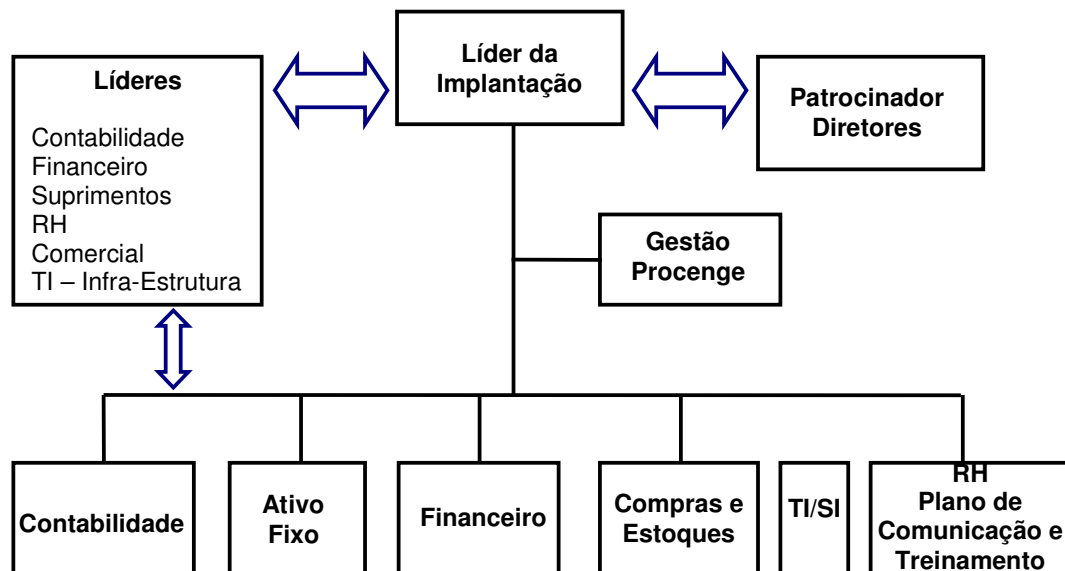 Líderes
Contabilidade
Financeiro
Suprimentos
RH
Comercial
TI – Infra-Estrutura
Líder da
Implantação
Patrocinador
Diretores
Gestão
Procenge
Contabilidade
Ativo
Fixo
Financeiro
Compras e
Estoques
TI/SI
RH
Plano de
Comunicação e
Treinamento